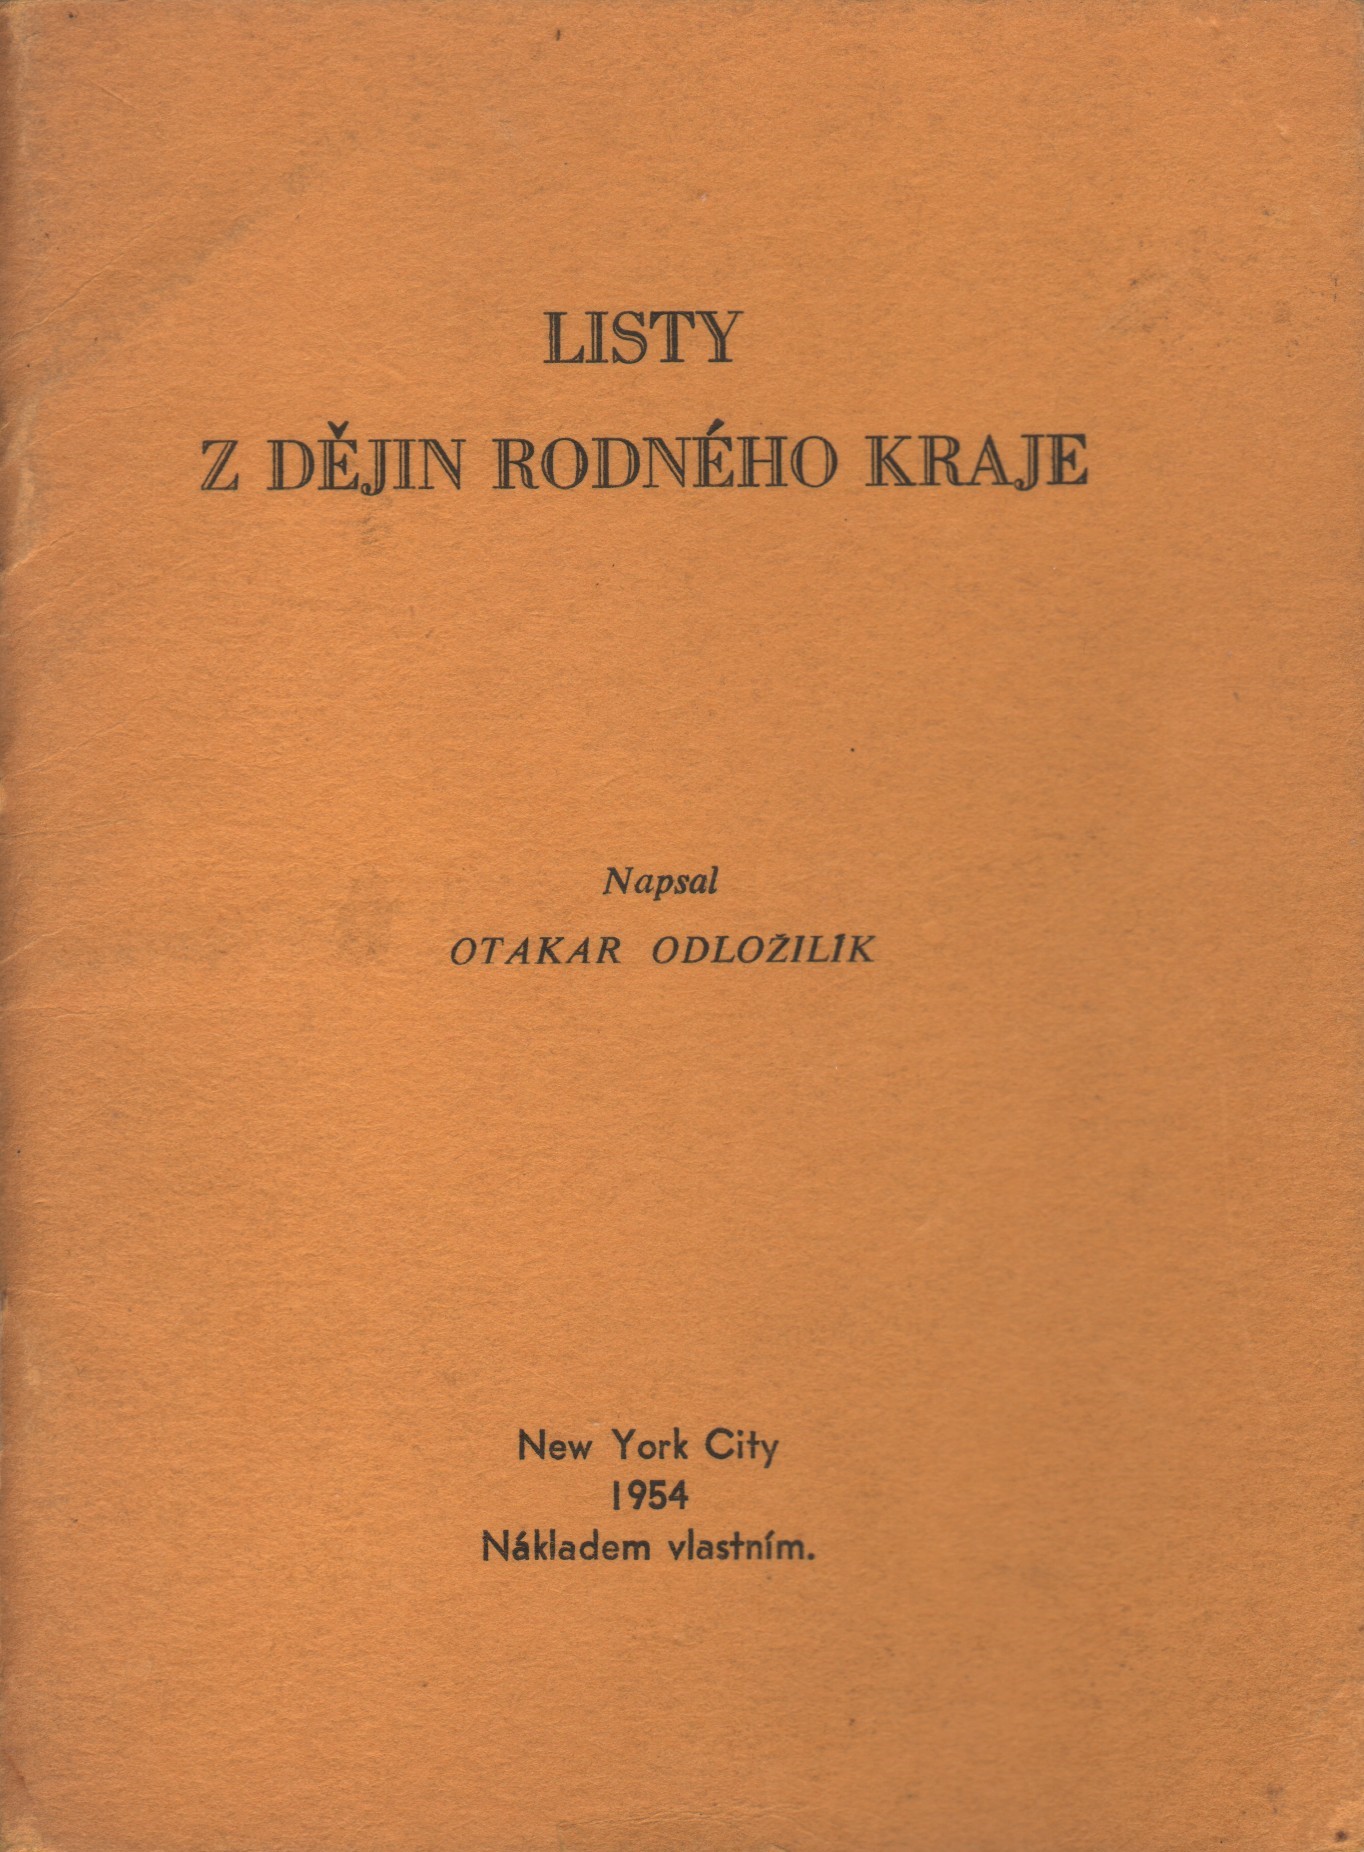 LISTY
Z DĚJIN RODNÉHO KRAJE
Napsal
OTAKAR ODLOŽILÍK
New York City
1954
Nákladem vlastním.